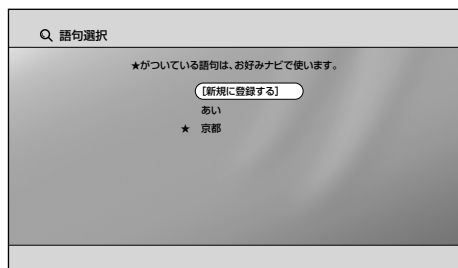 語句選択
★がついている語句は、お好みナビで使います。
[新規に登録する]
あい
★ 京都